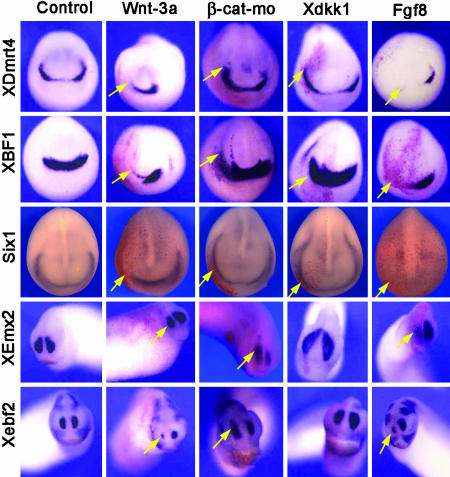 Control Wnt-3a β-cat-mo Xdkk1 Fgf8
XDmrt4
XBF1
Six1
XEmx2
Xebf2